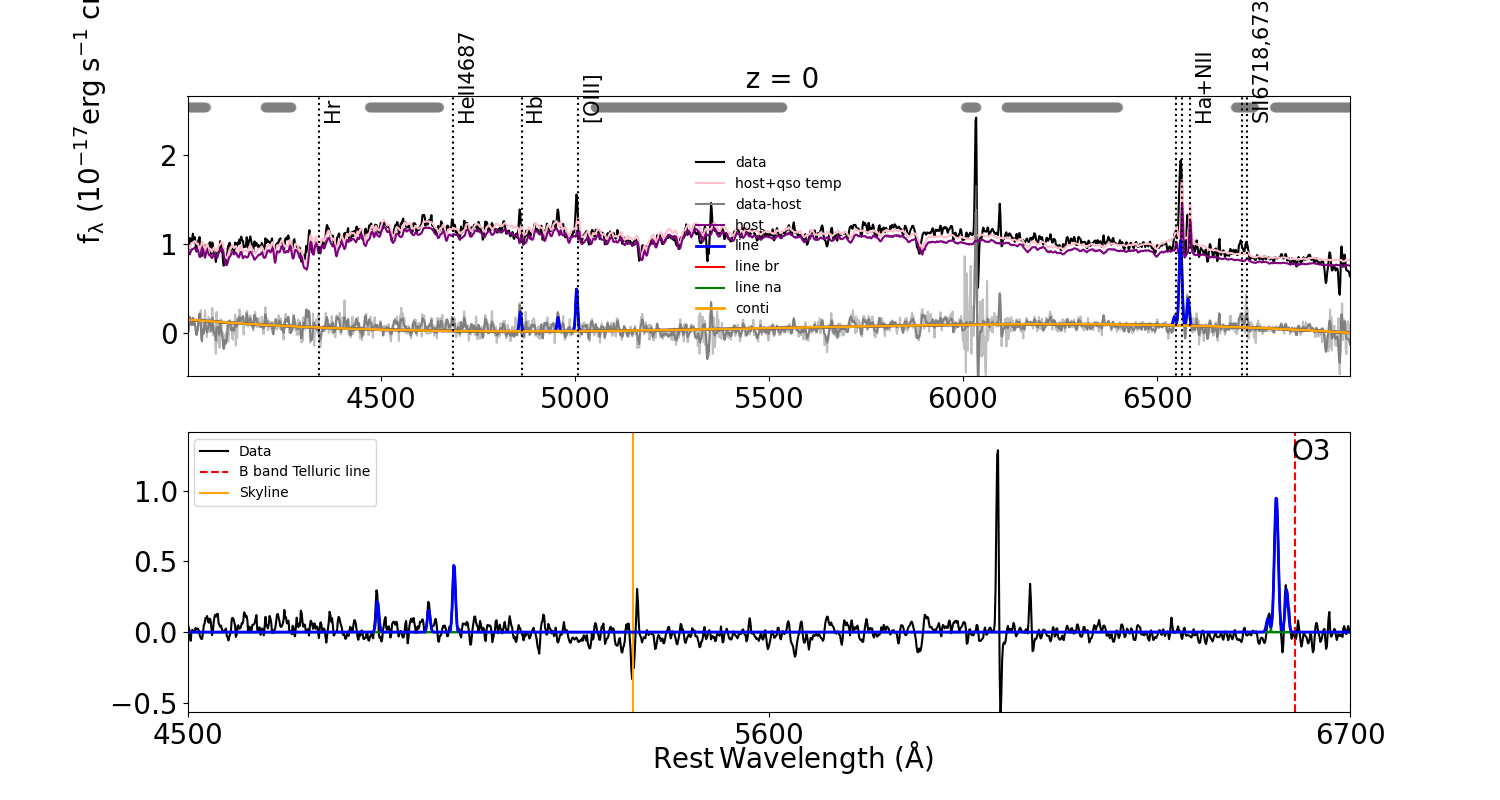 z = 0
f_λ (10^−17 erg s^−1 c
Hr
HeII4687
Hb
[OIII]
Ha+NII
SII6718,673
data
host+qso temp
data-host
host
line
line br
line na
conti
2
1
0
4500 5000 5500 6000 6500
Data
B band Telluric line
Skyline
O3
1.0
0.5
0.0
−0.5
4500 5600 6700
Rest Wavelength (Å)